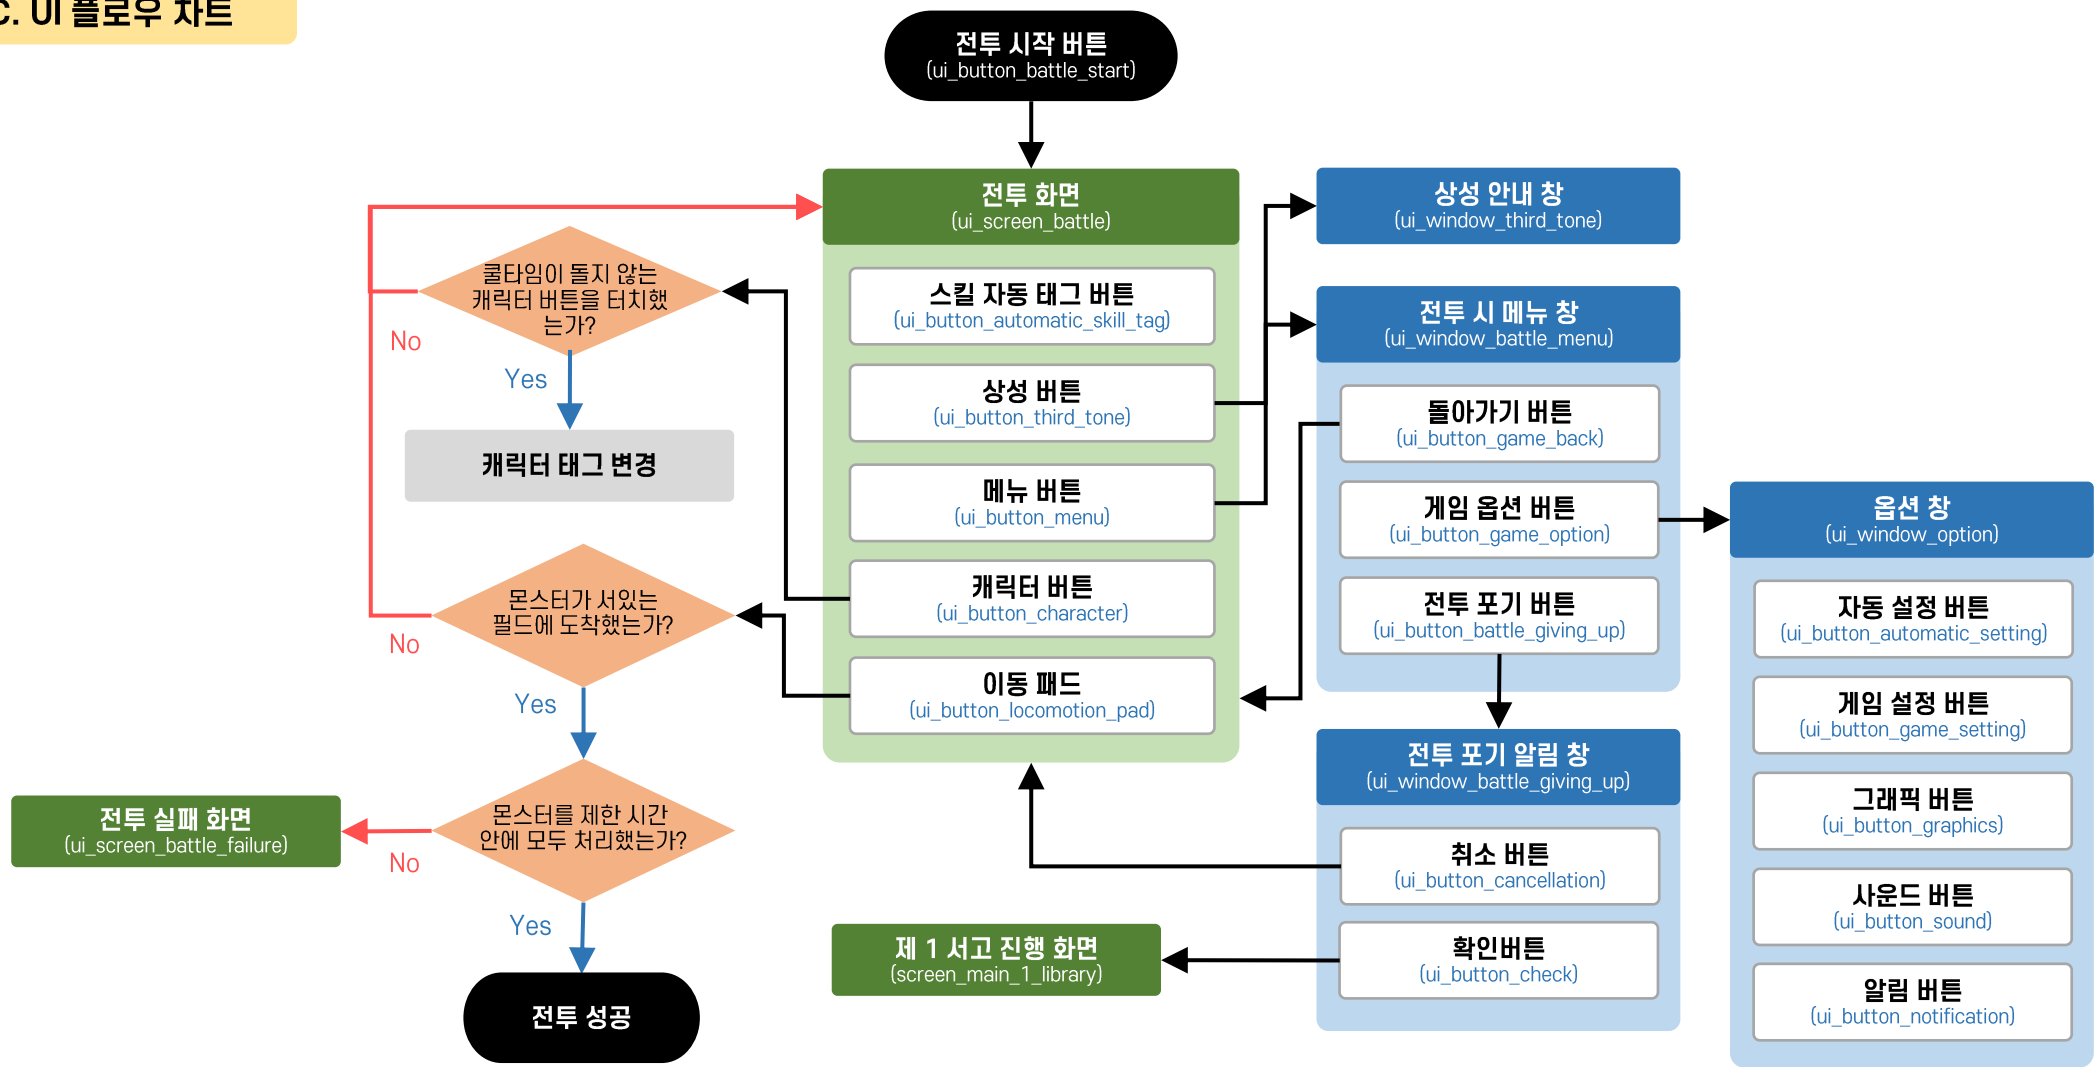 C. UI 플로우 차트
전투 시작 버튼
(ui_button_battle_start)
전투 화면
(ui_screen_battle)
스킬 자동 태그 버튼
(ui_button_automatic_skill_tag)
상성 버튼
(ui_button_third_tone)
메뉴 버튼
(ui_button_menu)
캐릭터 버튼
(ui_button_character)
이동 패드
(ui_button_locomotion_pad)
쿨타임이 돌지 않는
캐릭터 버튼을 터치했
는가?
No
Yes
캐릭터 태그 변경
몬스터가 서있는
필드에 도착했는가?
No
Yes
몬스터를 제한 시간
안에 모두 처리했는가?
No
Yes
전투 실패 화면
(ui_screen_battle_failure)
전투 성공
상성 안내 창
(ui_window_third_tone)
전투 시 메뉴 창
(ui_window_battle_menu)
돌아가기 버튼
(ui_button_game_back)
게임 옵션 버튼
(ui_button_game_option)
전투 포기 버튼
(ui_button_battle_giving_up)
전투 포기 알림 창
(ui_window_battle_giving_up)
취소 버튼
(ui_button_cancellation)
확인버튼
(ui_button_check)
제 1 서고 진행 화면
(screen_main_1_library)
옵션 창
(ui_window_option)
자동 설정 버튼
(ui_button_automatic_setting)
게임 설정 버튼
(ui_button_game_setting)
그래픽 버튼
(ui_button_graphics)
사운드 버튼
(ui_button_sound)
알림 버튼
(ui_button_notification)